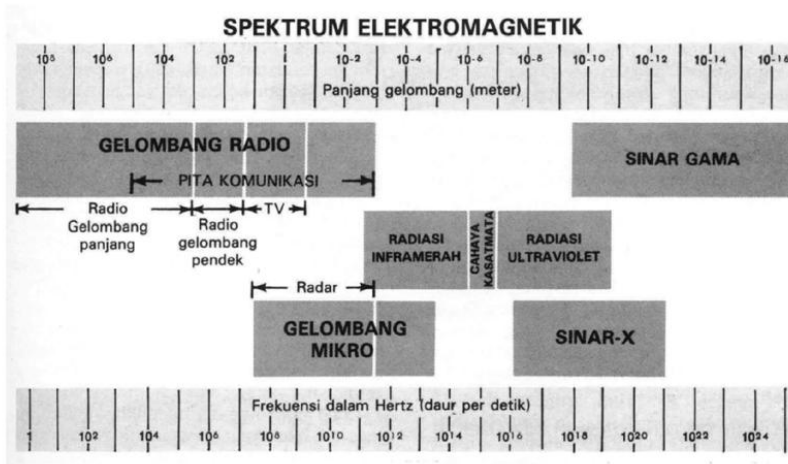 SPEKTRUM ELEKTROMAGNETIK
10⁸ 10⁶ 10⁴ 10² 1 10-2 10-4 10-6 10-8 10-10 10-12 10-14 10-16
Panjang gelombang (meter)
GELOMBANG RADIO
SINAR GAMA
PITA KOMUNIKASI
Radio
Gelombang
panjang
Radio
gelombang
pendek
TV
RADIASI
INFRAMERAH
CAHAYA
KASATMATA
RADIASI
ULTRAVIOLET
Radar
GELOMBANG
MIKRO
SINAR-X
Frekuensi dalam Hertz (daur per detik)
1 10² 10⁴ 10⁶ 10⁸ 10¹⁰ 10¹² 10¹⁴ 10¹⁶ 10¹⁸ 10²⁰ 10²² 10²⁴